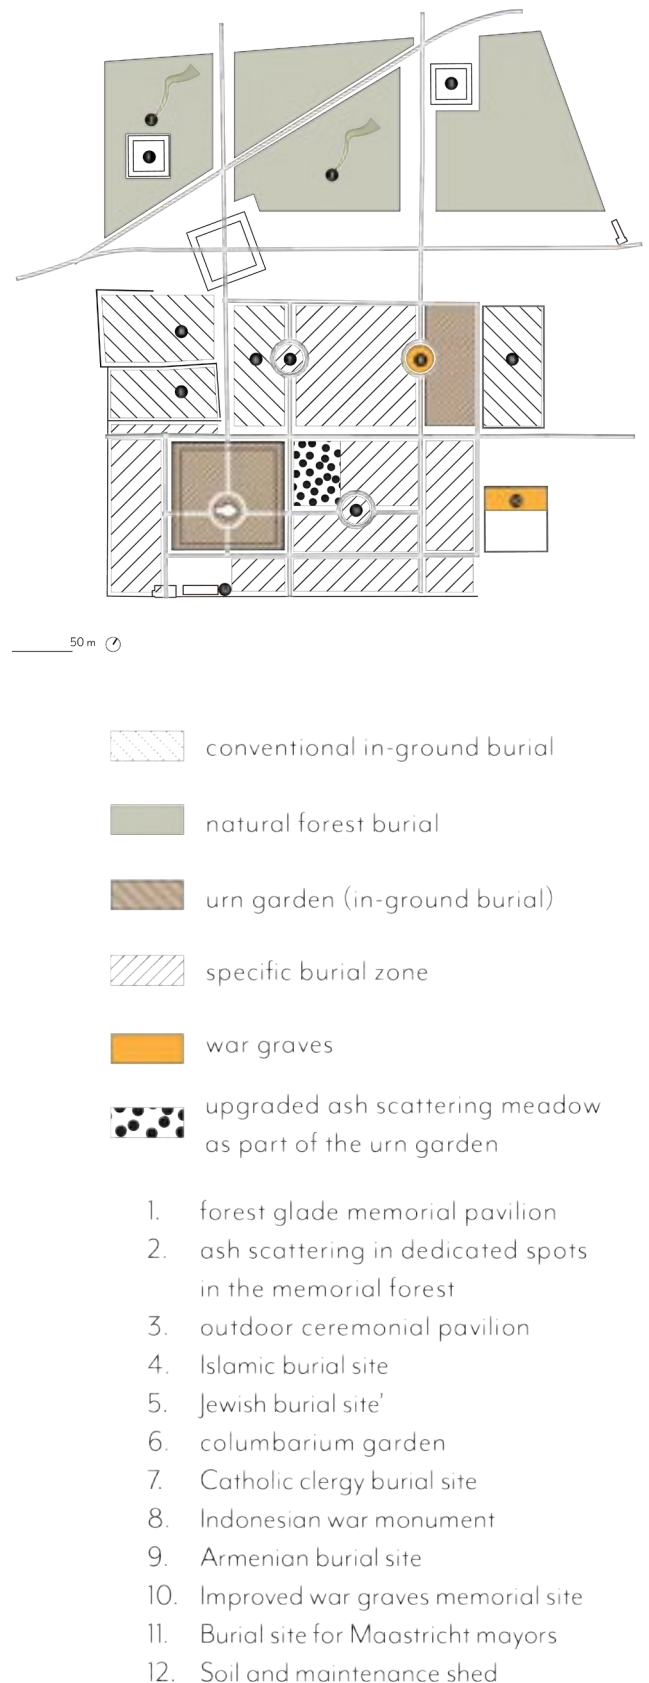 50 m
conventional in-ground burial
natural forest burial
urn garden (in-ground burial)
specific burial zone
war graves
upgraded ash scattering meadow
as part of the urn garden
1. forest glade memorial pavilion
2. ash scattering in dedicated spots
in the memorial forest
3. outdoor ceremonial pavilion
4. Islamic burial site
5. Jewish burial site'
6. columbarium garden
7. Catholic clergy burial site
8. Indonesian war monument
9. Armenian burial site
10. Improved war graves memorial site
11. Burial site for Maastricht mayors
12. Soil and maintenance shed